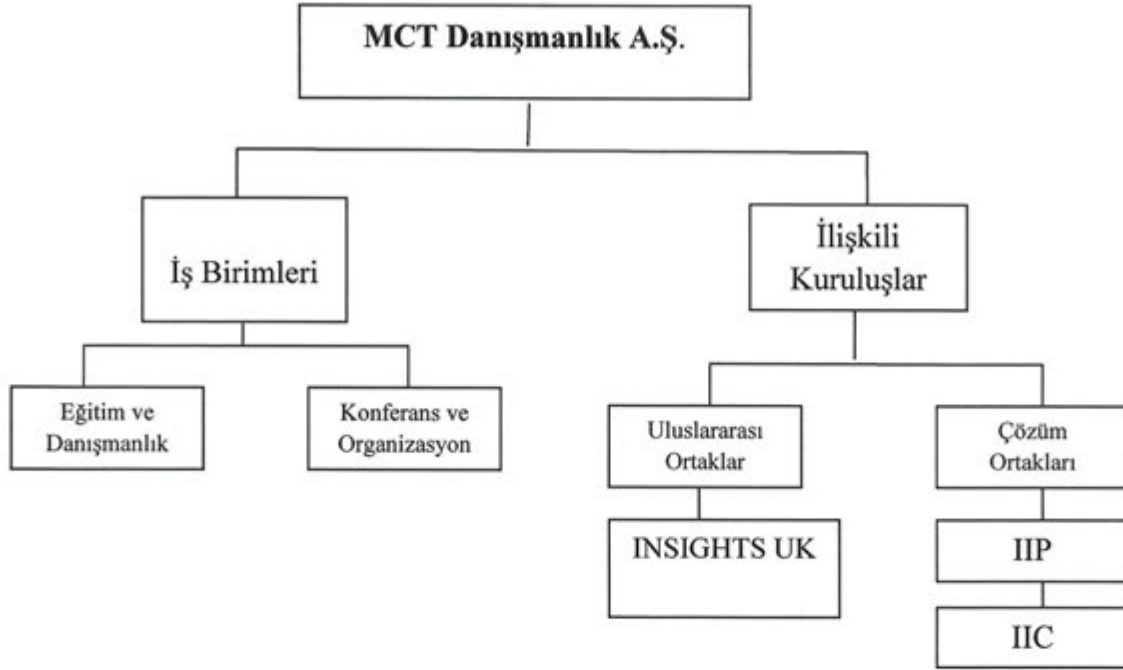 MCT Danışmanlık A.Ş.
İş Birimleri
İlişkili
Kuruluşlar
Eğitim ve
Danışmanlık
Konferans ve
Organizasyon
Uluslararası
Ortaklar
Çözüm
Ortakları
INSIGHTS UK
IIP
IIC